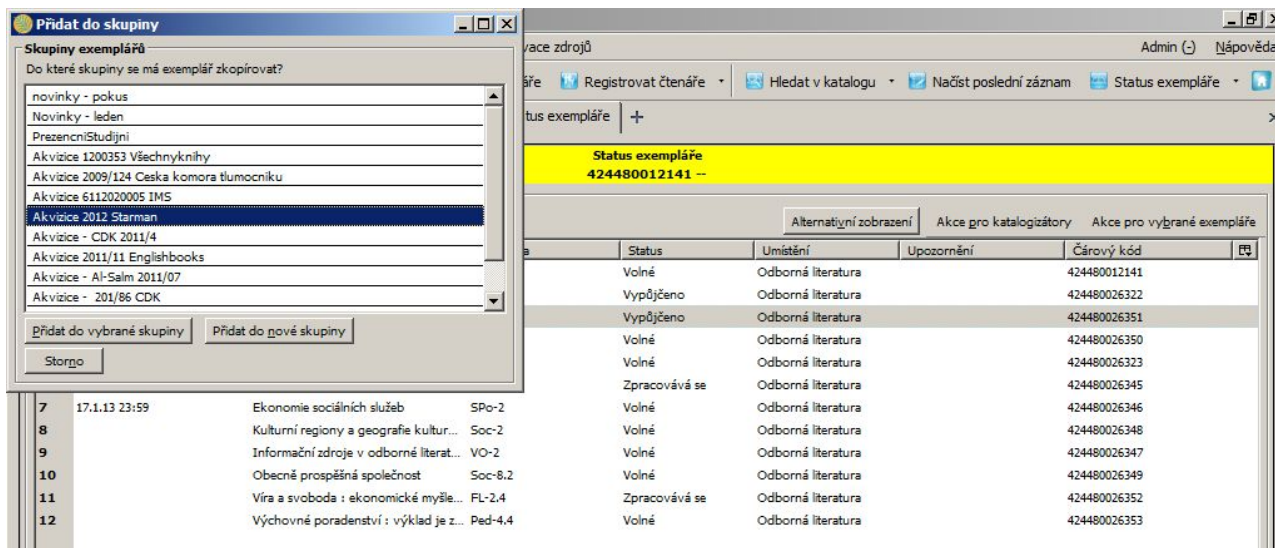 Přidat do skupiny
Skupiny exemplářů
Do které skupiny se má exemplář zkopírovat?
novinky - pokus
Novinky - leden
PrezencniStudijni
Akvizice 1200353 Všechnyknihy
Akvizice 2009/124 Ceska komora tlumocniku
Akvizice 6112020005 IMS
Akvizice 2012 Starman
Akvizice - CDK 2011/4
Akvizice 2011/11 Englishbooks
Akvizice - Al-Salm 2011/07
Akvizice - 201/86 CDK
Přidat do vybrané skupiny Přidat do nové skupiny
Storno
vace zdrojů Admin (-) Nápověda
áře Registrovat čtenáře Hledat v katalogu Načíst poslední záznam Status exempláře
tus exempláře
Status exempláře
424480012141 --
Alternativní zobrazení Akce pro katalogizátory Akce pro vybrané exempláře
a Status Umístění Upozornění Čárový kód
Volné Odborná literatura 424480012141
Vypůjčeno Odborná literatura 424480026322
Vypůjčeno Odborná literatura 424480026351
Volné Odborná literatura 424480026350
Volné Odborná literatura 424480026323
Zpracovává se Odborná literatura 424480026345
7 17.1.13 23:59 Ekonomie sociálních služeb SPo-2 Volné Odborná literatura 424480026346
8 Kulturní regiony a geografie kultur... Soc-2 Volné Odborná literatura 424480026348
9 Informační zdroje v odborné literat... VO-2 Volné Odborná literatura 424480026347
10 Obecně prospěšná společnost Soc-8.2 Volné Odborná literatura 424480026349
11 Víra a svoboda : ekonomické myšle... FL-2.4 Zpracovává se Odborná literatura 424480026352
12 Výchovné poradenství : výklad je z... Ped-4.4 Volné Odborná literatura 424480026353